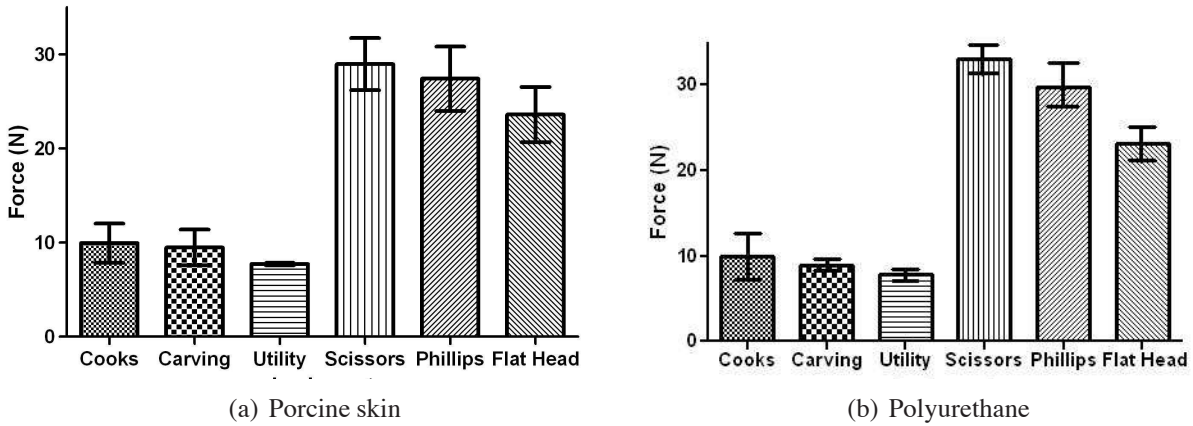 Force (N)
30
20
10
0
Cooks Carving Utility Scissors Phillips Flat Head
(a) Porcine skin
Force (N)
30
20
10
0
Cooks Carving Utility Scissors Phillips Flat Head
(b) Polyurethane